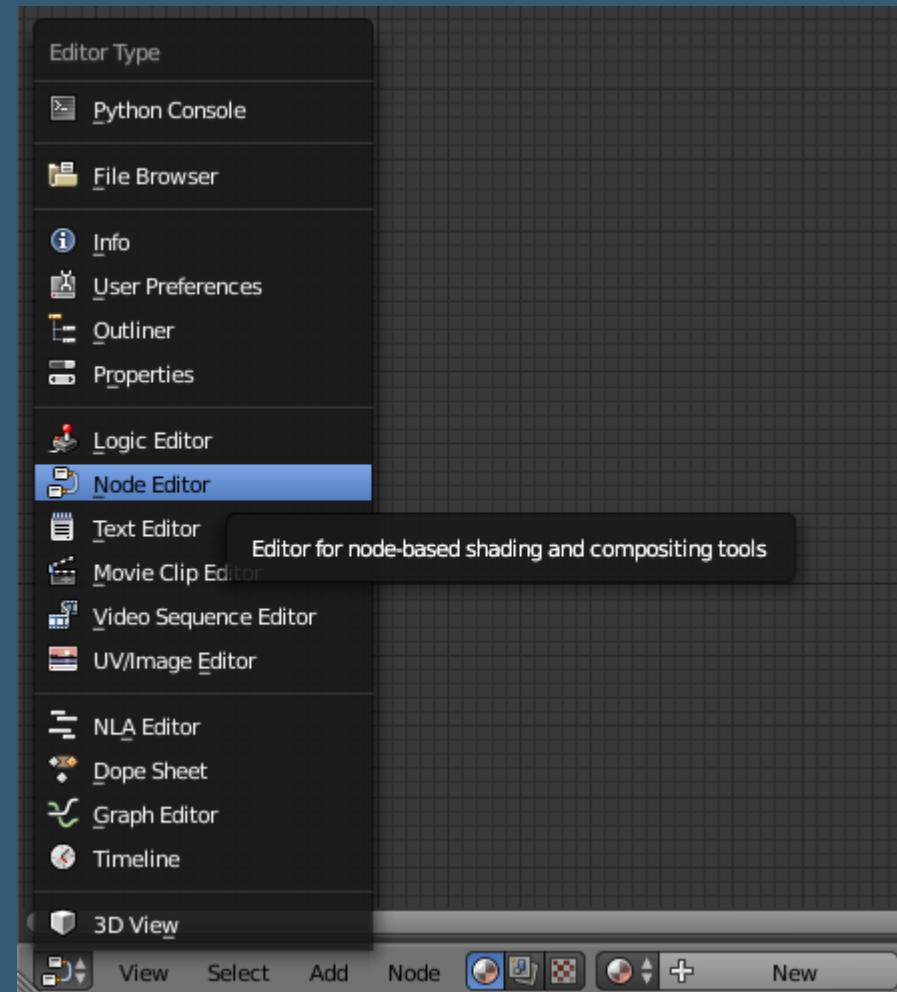 Editor Type
Python Console
File Browser
Info
User Preferences
Outliner
Properties
Logic Editor
Node Editor
Text Editor
Editor for node-based shading and compositing tools
Movie Clip Editor
Video Sequence Editor
UV/Image Editor
NLA Editor
Dope Sheet
Graph Editor
Timeline
3D View
View Select Add Node New